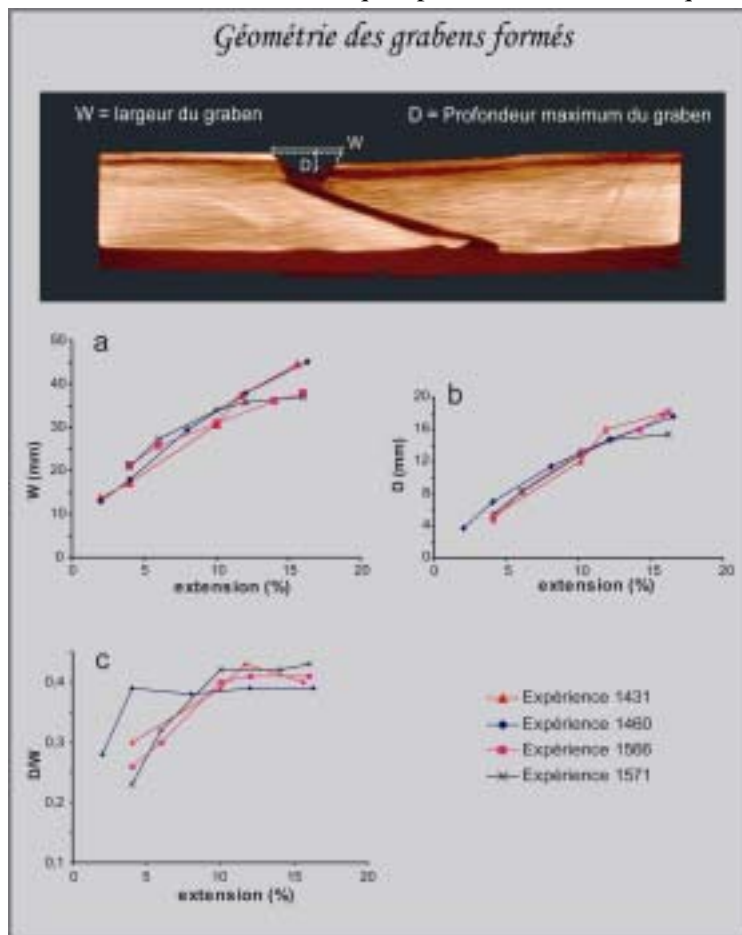 Géométrie des grabens formés
W = largeur du graben
D = Profondeur maximum du graben
W
D
a
50
40
30
20
10
0
W (mm)
0
5
10
15
20
extension (%)
b
20
16
12
8
4
0
D (mm)
0
5
10
15
20
extension (%)
c
0,4
0,3
0,2
0,1
D/W
0
5
10
15
20
extension (%)
Expérience 1431
Expérience 1460
Expérience 1566
Expérience 1571